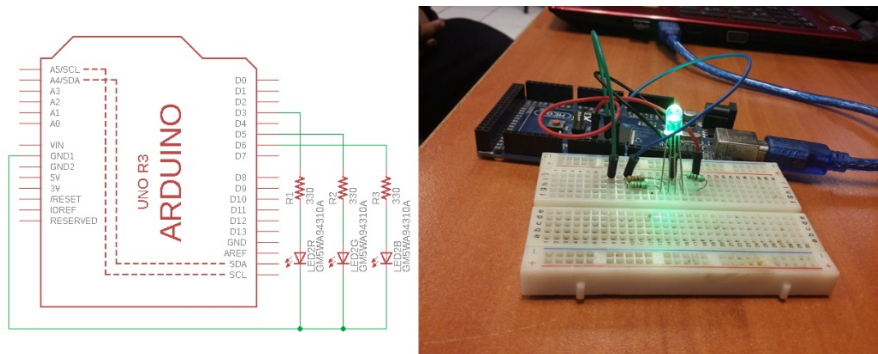 A5/SCL
A4/SDA
A3
A2
A1
A0
VIN
GND1
GND2
5V
3V
/RESET
IOREF
RESERVED
UNO R3
ARDUINO
D0
D1
D2
D3
D4
D5
D6
D7
D8
D9
D10
D11
D12
D13
GND
AREF
SDA
SCL
R1
330
R2
330
R3
330
LED2R
GM5WA94310A
LED2G
GM5WA94310A
LED2B
GM5WA94310A
a b c d e